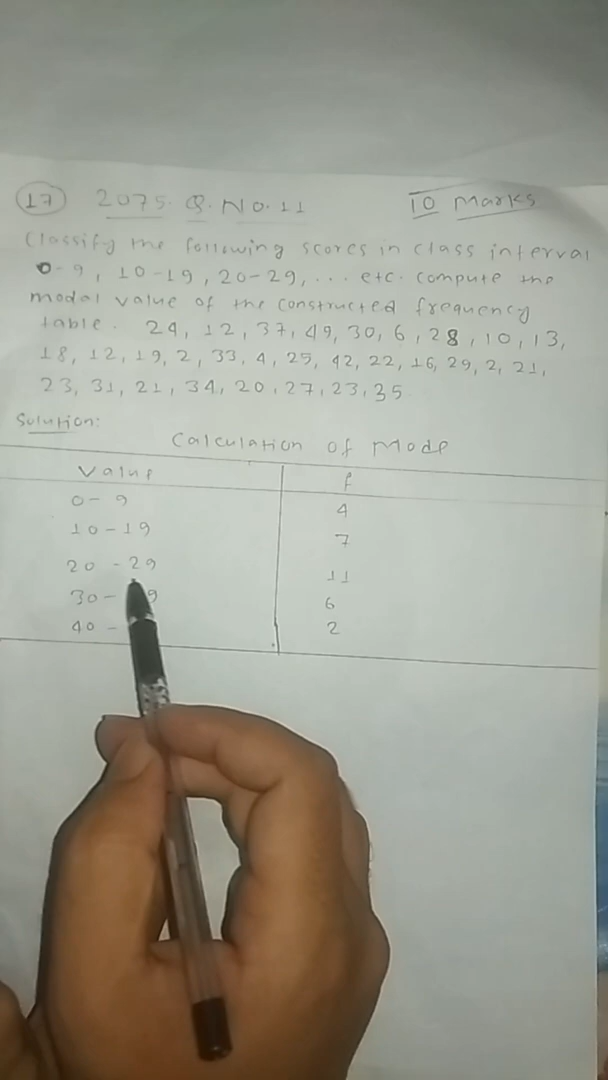 17 2075. Q. No. 11 10 Marks
Classify the following scores in class interval
0-9, 10-19, 20-29, ... etc. compute the
modal value of the constructed frequency
table. 24, 12, 37, 49, 30, 6, 28, 10, 13,
18, 12, 19, 2, 33, 4, 25, 42, 22, 16, 29, 2, 21,
23, 31, 21, 34, 20, 27, 23, 35
Solution:
Calculation of Mode
Value f
0-9 4
10-19 7
20-29 11
30- 9 6
40- 2